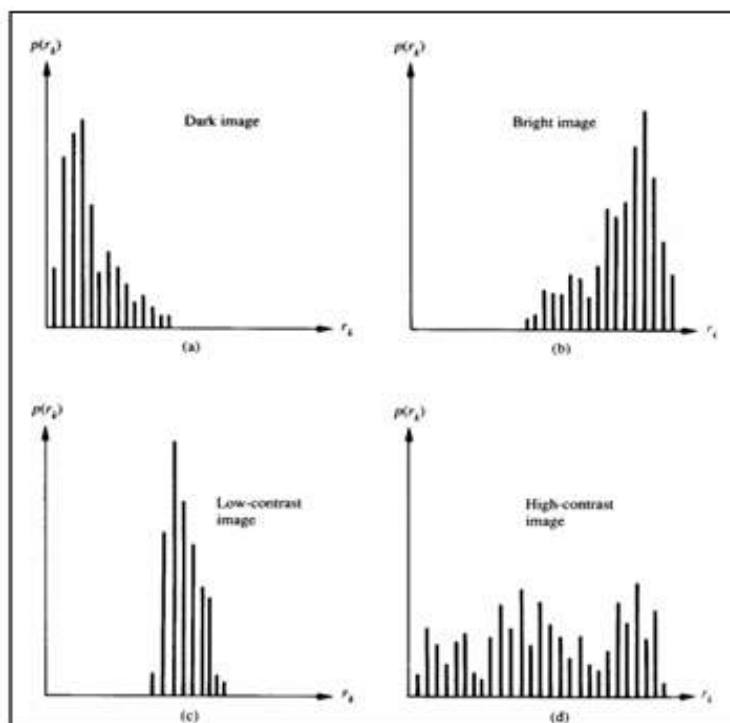 p(r_k)
Dark image
r_k
(a)
p(r_k)
Bright image
r_k
(b)
p(r_k)
Low-contrast
image
r_k
(c)
p(r_k)
High-contrast
image
r_k
(d)